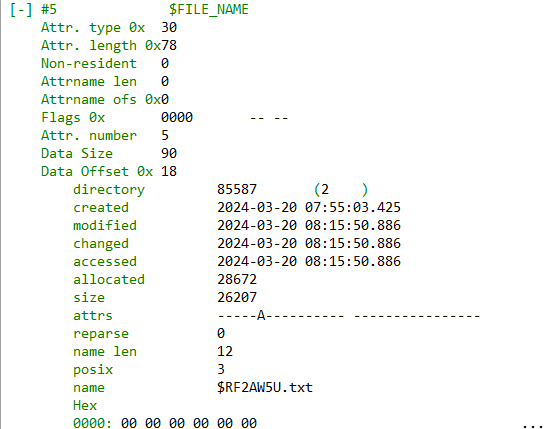 [-] #5 $FILE_NAME
Attr. type 0x 30
Attr. length 0x78
Non-resident 0
Attrname len 0
Attrname ofs 0x0
Flags 0x 0000 -- --
Attr. number 5
Data Size 90
Data Offset 0x 18
directory 85587 (2 )
created 2024-03-20 07:55:03.425
modified 2024-03-20 08:15:50.886
changed 2024-03-20 08:15:50.886
accessed 2024-03-20 08:15:50.886
allocated 28672
size 26207
attrs -----A---------- ----------------
reparse 0
name len 12
posix 3
name $RF2AW5U.txt
Hex
0000: 00 00 00 00 00 00 ...